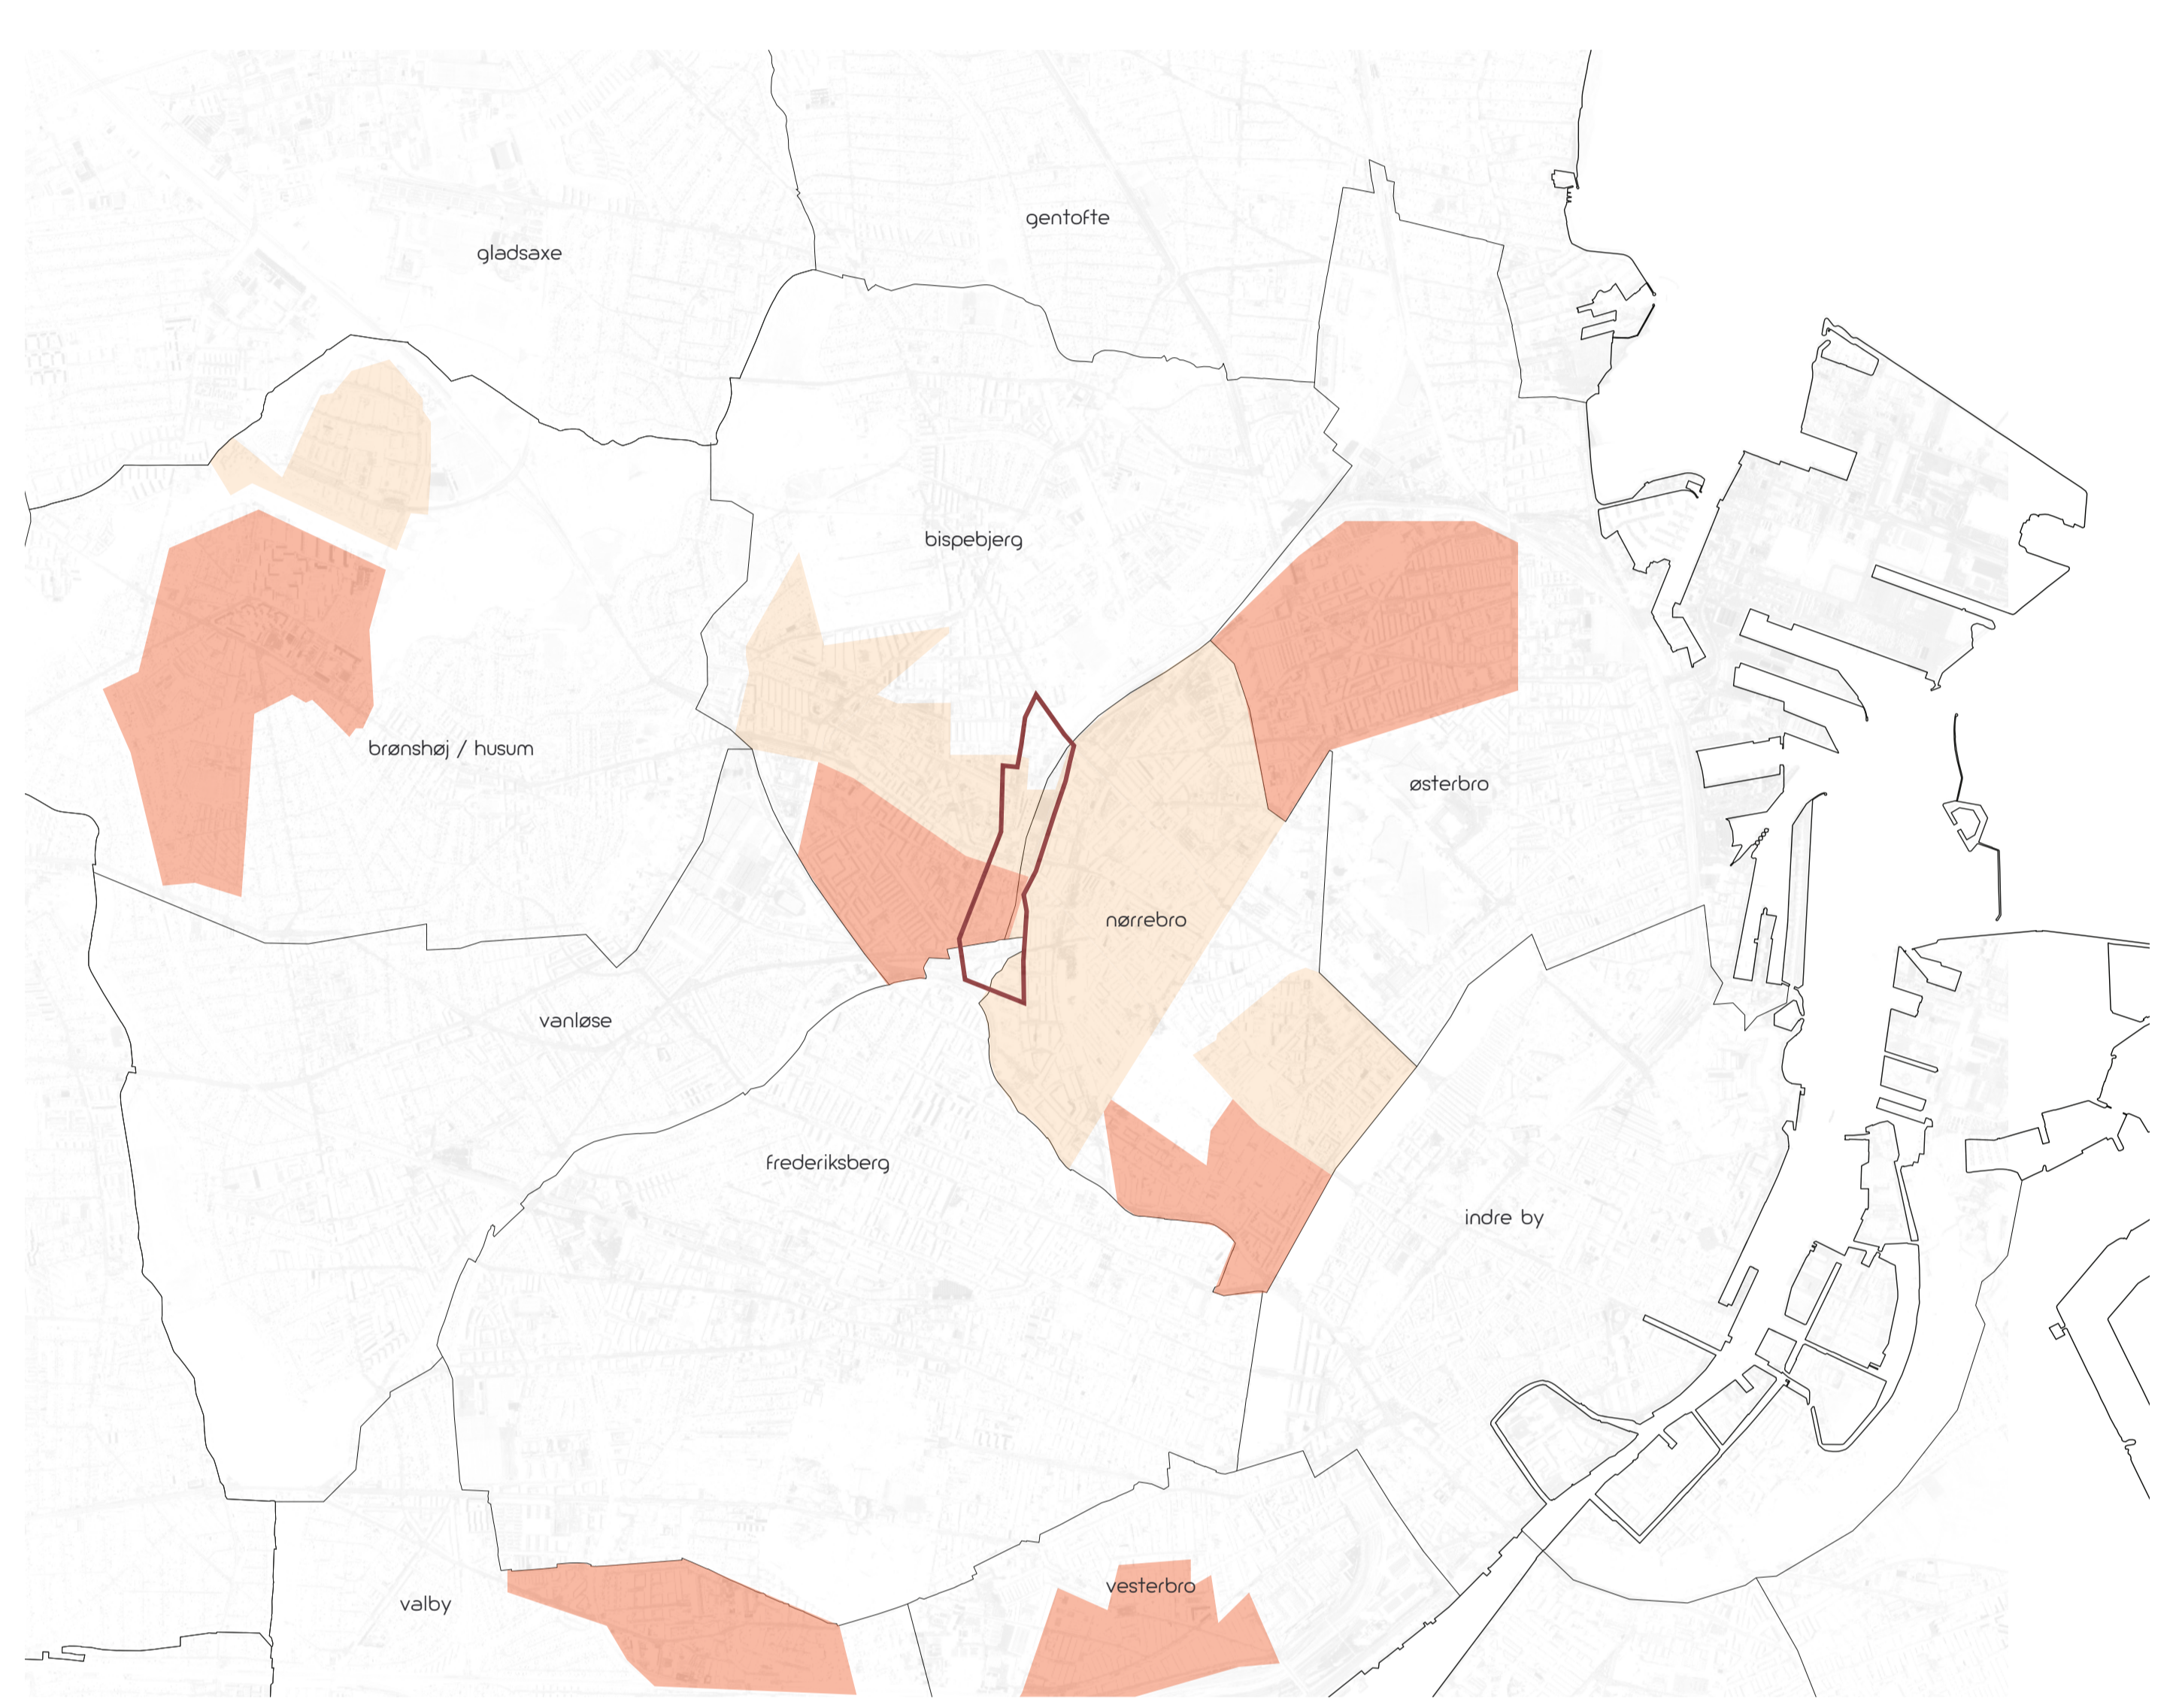 gentofte
gladsaxe
bispebjerg
brønshøj / husum
østerbro
nørrebro
vanløse
frederiksberg
indre by
vesterbro
valby